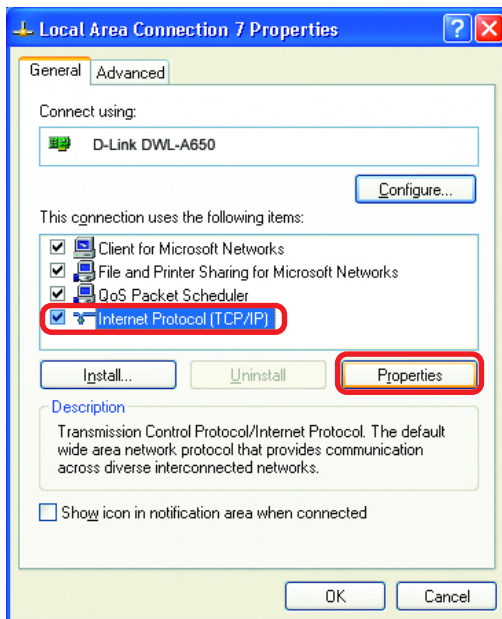 Local Area Connection 7 Properties
General Advanced
Connect using:
D-Link DWL-A650
Configure...
This connection uses the following items:
Client for Microsoft Networks
File and Printer Sharing for Microsoft Networks
QoS Packet Scheduler
Internet Protocol (TCP/IP)
Install... Uninstall Properties
Description
Transmission Control Protocol/Internet Protocol. The default
wide area network protocol that provides communication
across diverse interconnected networks.
Show icon in notification area when connected
OK Cancel